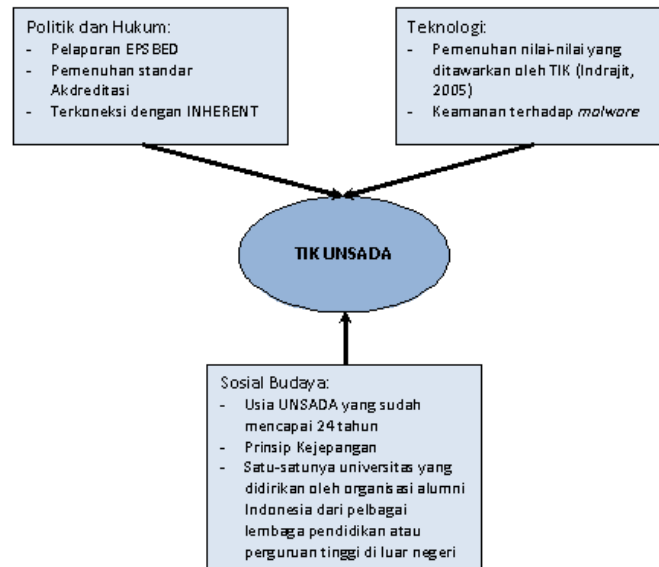 Politik dan Hukum:
- Pelaporan EPSBED
- Pemenuhan standar
Akdreditasi
- Terkoneksi dengan INHERENT
Teknologi:
- Pemenuhan nilai-nilai yang
ditawarkan oleh TIK (Indrajit,
2005)
- Keamanan terhadap malware
TIK UNSADA
Sosial Budaya:
- Usia UNSADA yang sudah
mencapai 24 tahun
- Prinsip Kejepangan
- Satu-satunya universitas yang
didirikan oleh organisasi alumni
Indonesia dari pelbagai
lembaga pendidikan atau
perguruan tinggi di luar negeri